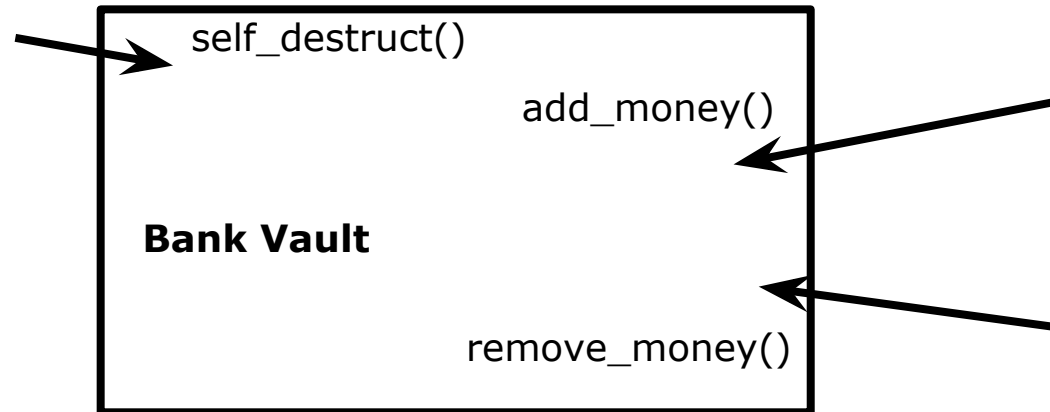 self_destruct()
add_money()
Bank Vault
remove_money()